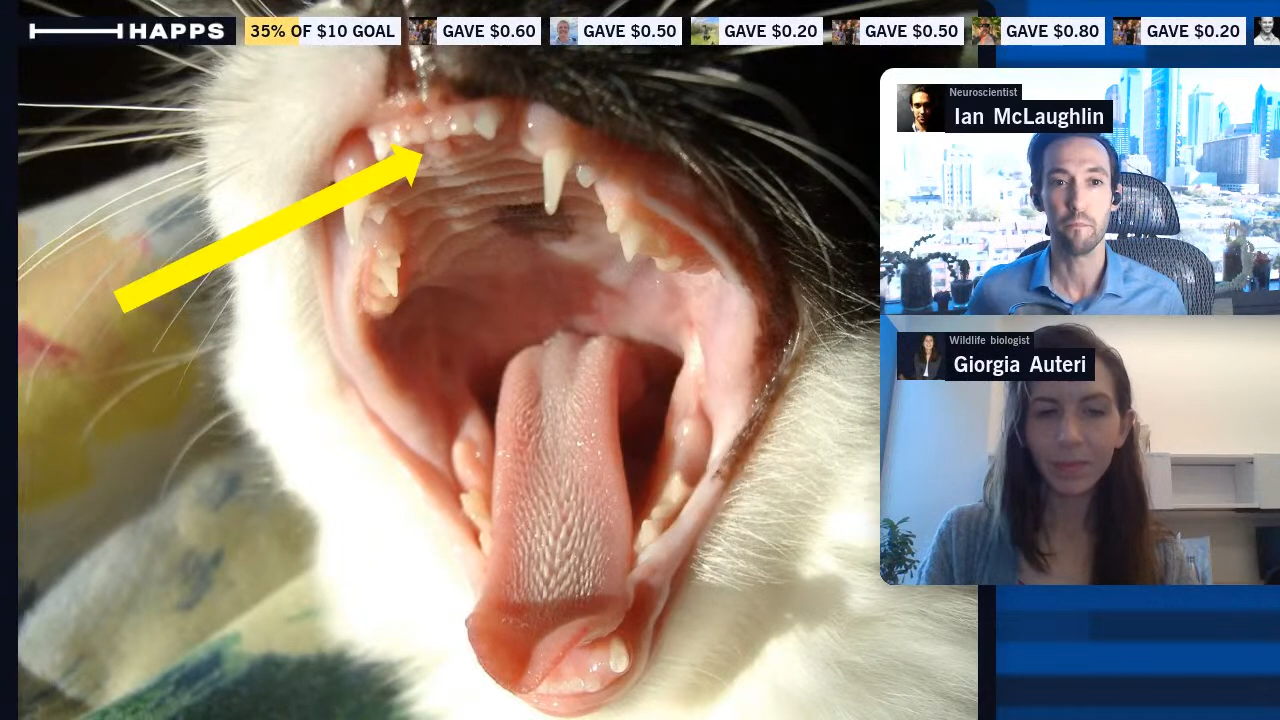 HAPPS
35% OF $10 GOAL
GAVE $0.60
GAVE $0.50
GAVE $0.20
GAVE $0.50
GAVE $0.80
GAVE $0.20
Neuroscientist
Ian McLaughlin
Wildlife biologist
Giorgia Auteri